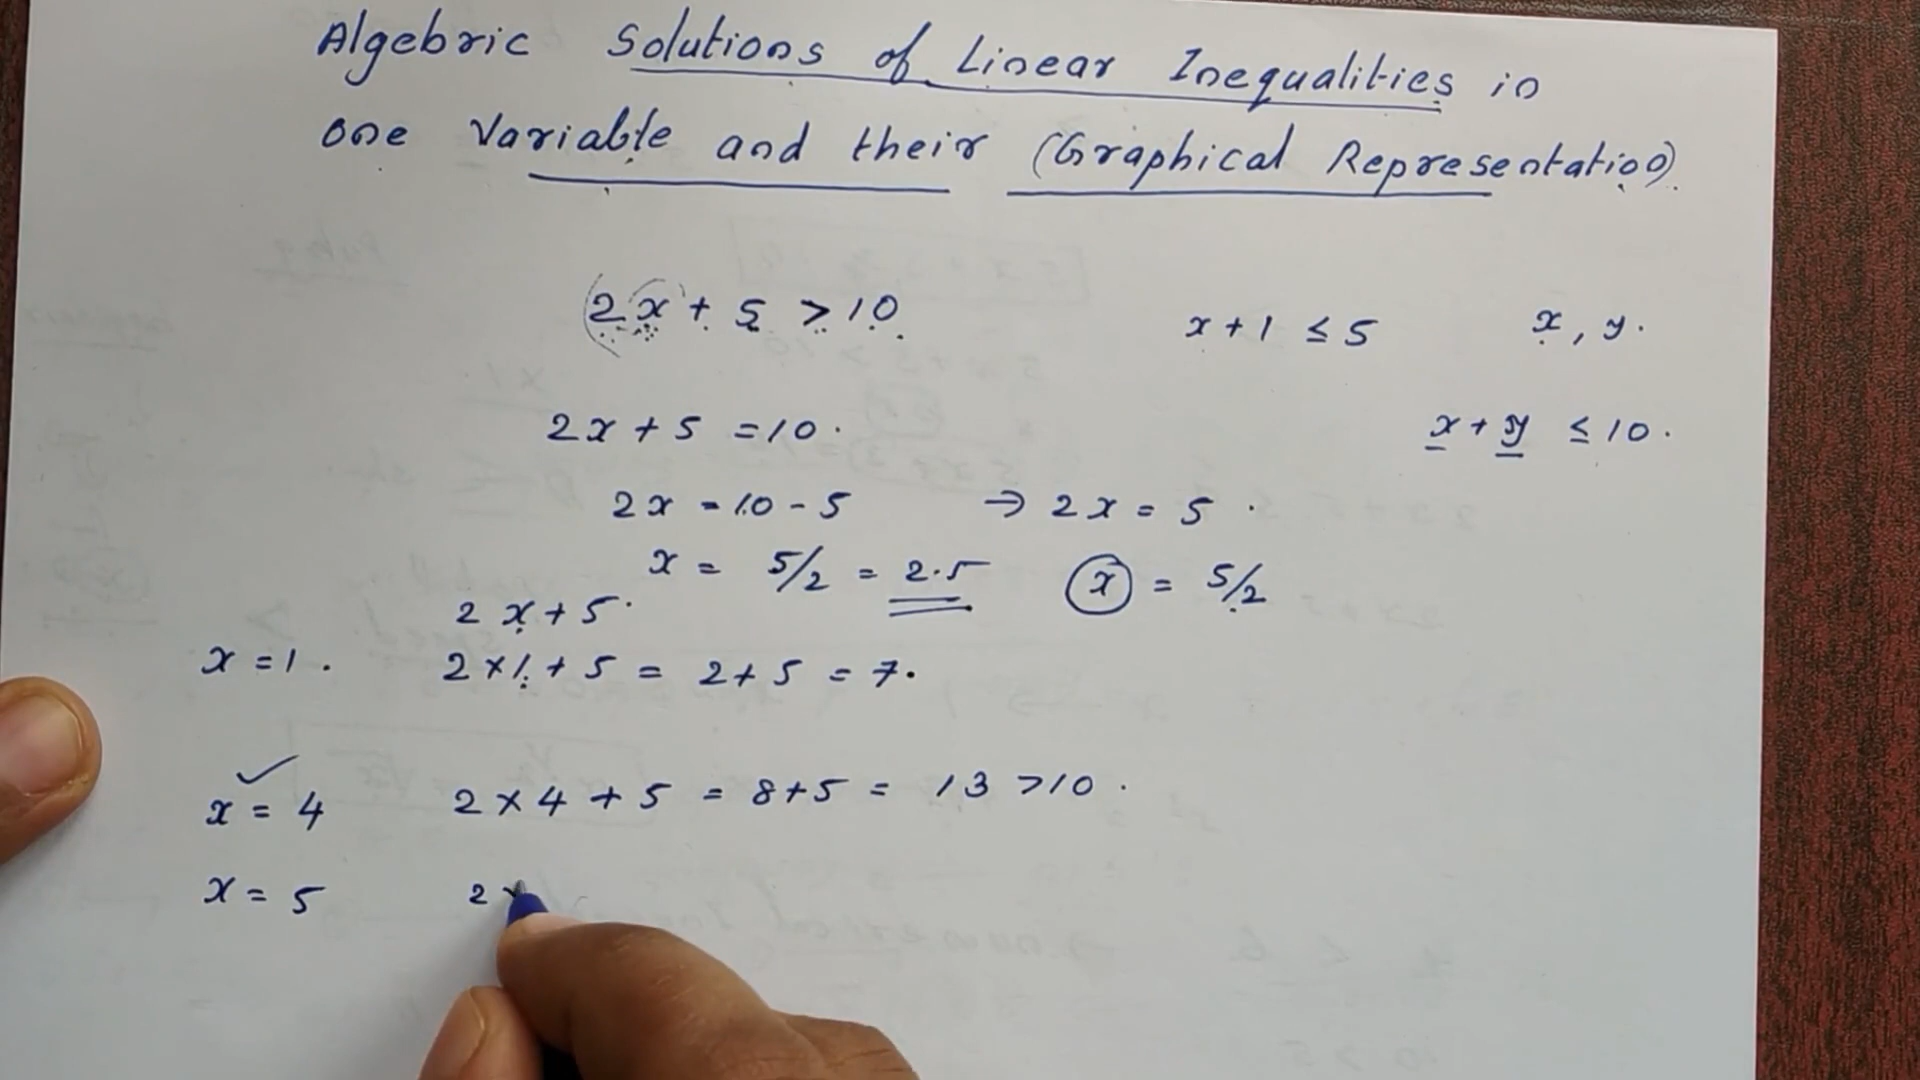 Algebric Solutions of Linear Inequalities in
one Variable and their (Graphical Representation).
2x + 5 > 10.
x + 1 ≤ 5
x, y.
2x + 5 = 10.
x + y ≤ 10.
2x = 10 - 5 ⇒ 2x = 5.
x = 5/2 = 2.5
x = 5/2
2x + 5.
x = 1. 2 × 1 + 5 = 2 + 5 = 7.
✓
x = 4 2 × 4 + 5 = 8 + 5 = 13 > 10.
x = 5 2 ×